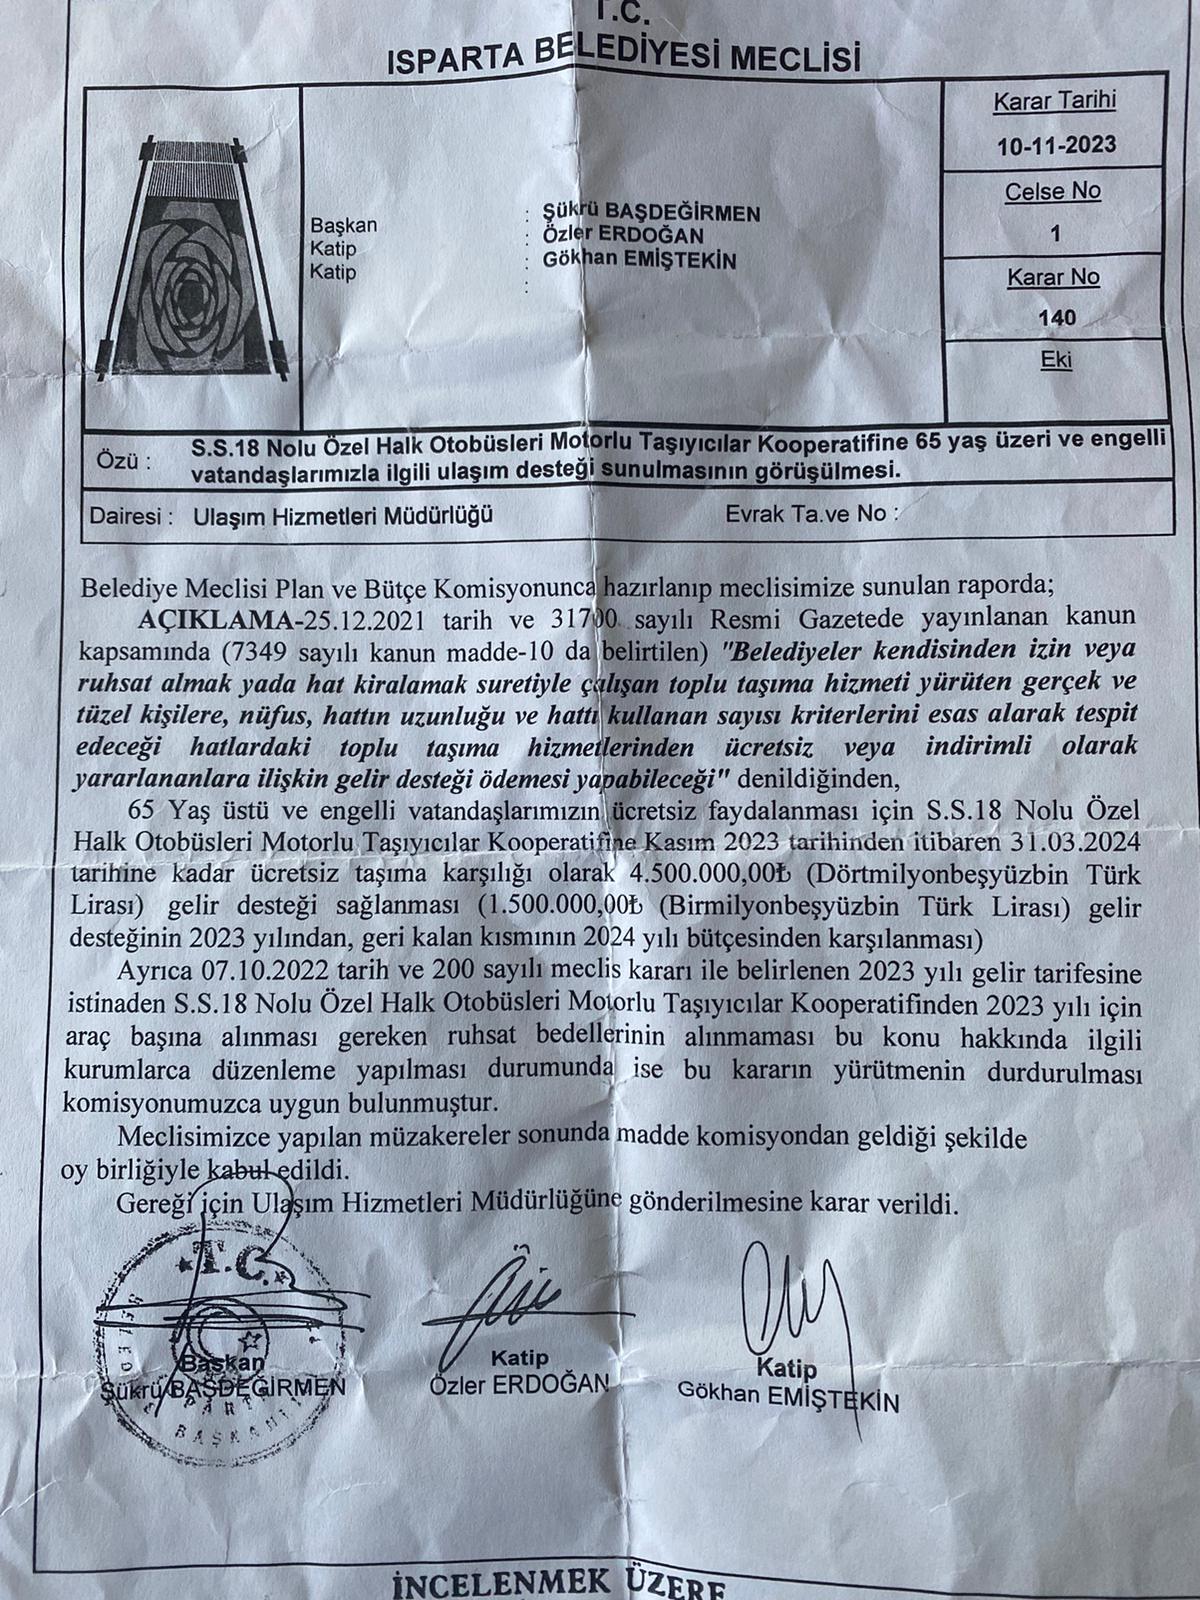 T.C.
ISPARTA BELEDİYESİ MECLİSİ
Başkan : Şükrü BAŞDEĞİRMEN
Katip : Özler ERDOĞAN
Katip : Gökhan EMİŞTEKİN
:
Karar Tarihi
10-11-2023
Celse No
1
Karar No
140
Eki
Özü : S.S.18 Nolu Özel Halk Otobüsleri Motorlu Taşıyıcılar Kooperatifine 65 yaş üzeri ve engelli
vatandaşlarımızla ilgili ulaşım desteği sunulmasının görüşülmesi.
Dairesi : Ulaşım Hizmetleri Müdürlüğü Evrak Ta.ve No :
Belediye Meclisi Plan ve Bütçe Komisyonunca hazırlanıp meclisimize sunulan raporda;
AÇIKLAMA-25.12.2021 tarih ve 31700 sayılı Resmi Gazetede yayınlanan kanun
kapsamında (7349 sayılı kanun madde-10 da belirtilen) "Belediyeler kendisinden izin veya
ruhsat almak yada hat kiralamak suretiyle çalışan toplu taşıma hizmeti yürüten gerçek ve
tüzel kişilere, nüfus, hattın uzunluğu ve hattı kullanan sayısı kriterlerini esas alarak tespit
edeceği hatlardaki toplu taşıma hizmetlerinden ücretsiz veya indirimli olarak
yararlananlara ilişkin gelir desteği ödemesi yapabileceği" denildiğinden,
65 Yaş üstü ve engelli vatandaşlarımızın ücretsiz faydalanması için S.S.18 Nolu Özel
Halk Otobüsleri Motorlu Taşıyıcılar Kooperatifine Kasım 2023 tarihinden itibaren 31.03.2024
tarihine kadar ücretsiz taşıma karşılığı olarak 4.500.000,00₺ (Dörtmilyonbeşyüzbin Türk
Lirası) gelir desteği sağlanması (1.500.000,00₺ (Birmilyonbeşyüzbin Türk Lirası) gelir
desteğinin 2023 yılından, geri kalan kısmının 2024 yılı bütçesinden karşılanması)
Ayrıca 07.10.2022 tarih ve 200 sayılı meclis kararı ile belirlenen 2023 yılı gelir tarifesine
istinaden S.S.18 Nolu Özel Halk Otobüsleri Motorlu Taşıyıcılar Kooperatifinden 2023 yılı için
araç başına alınması gereken ruhsat bedellerinin alınmaması bu konu hakkında ilgili
kurumlarca düzenleme yapılması durumunda ise bu kararın yürütmenin durdurulması
komisyonumuzca uygun bulunmuştur.
Meclisimizce yapılan müzakereler sonunda madde komisyondan geldiği şekilde
oy birliğiyle kabul edildi.
Gereği için Ulaşım Hizmetleri Müdürlüğüne gönderilmesine karar verildi.
T.C.
Başkan
Şükrü BAŞDEĞİRMEN
Katip
Özler ERDOĞAN
Katip
Gökhan EMİŞTEKİN
İNCELENMEK ÜZERE